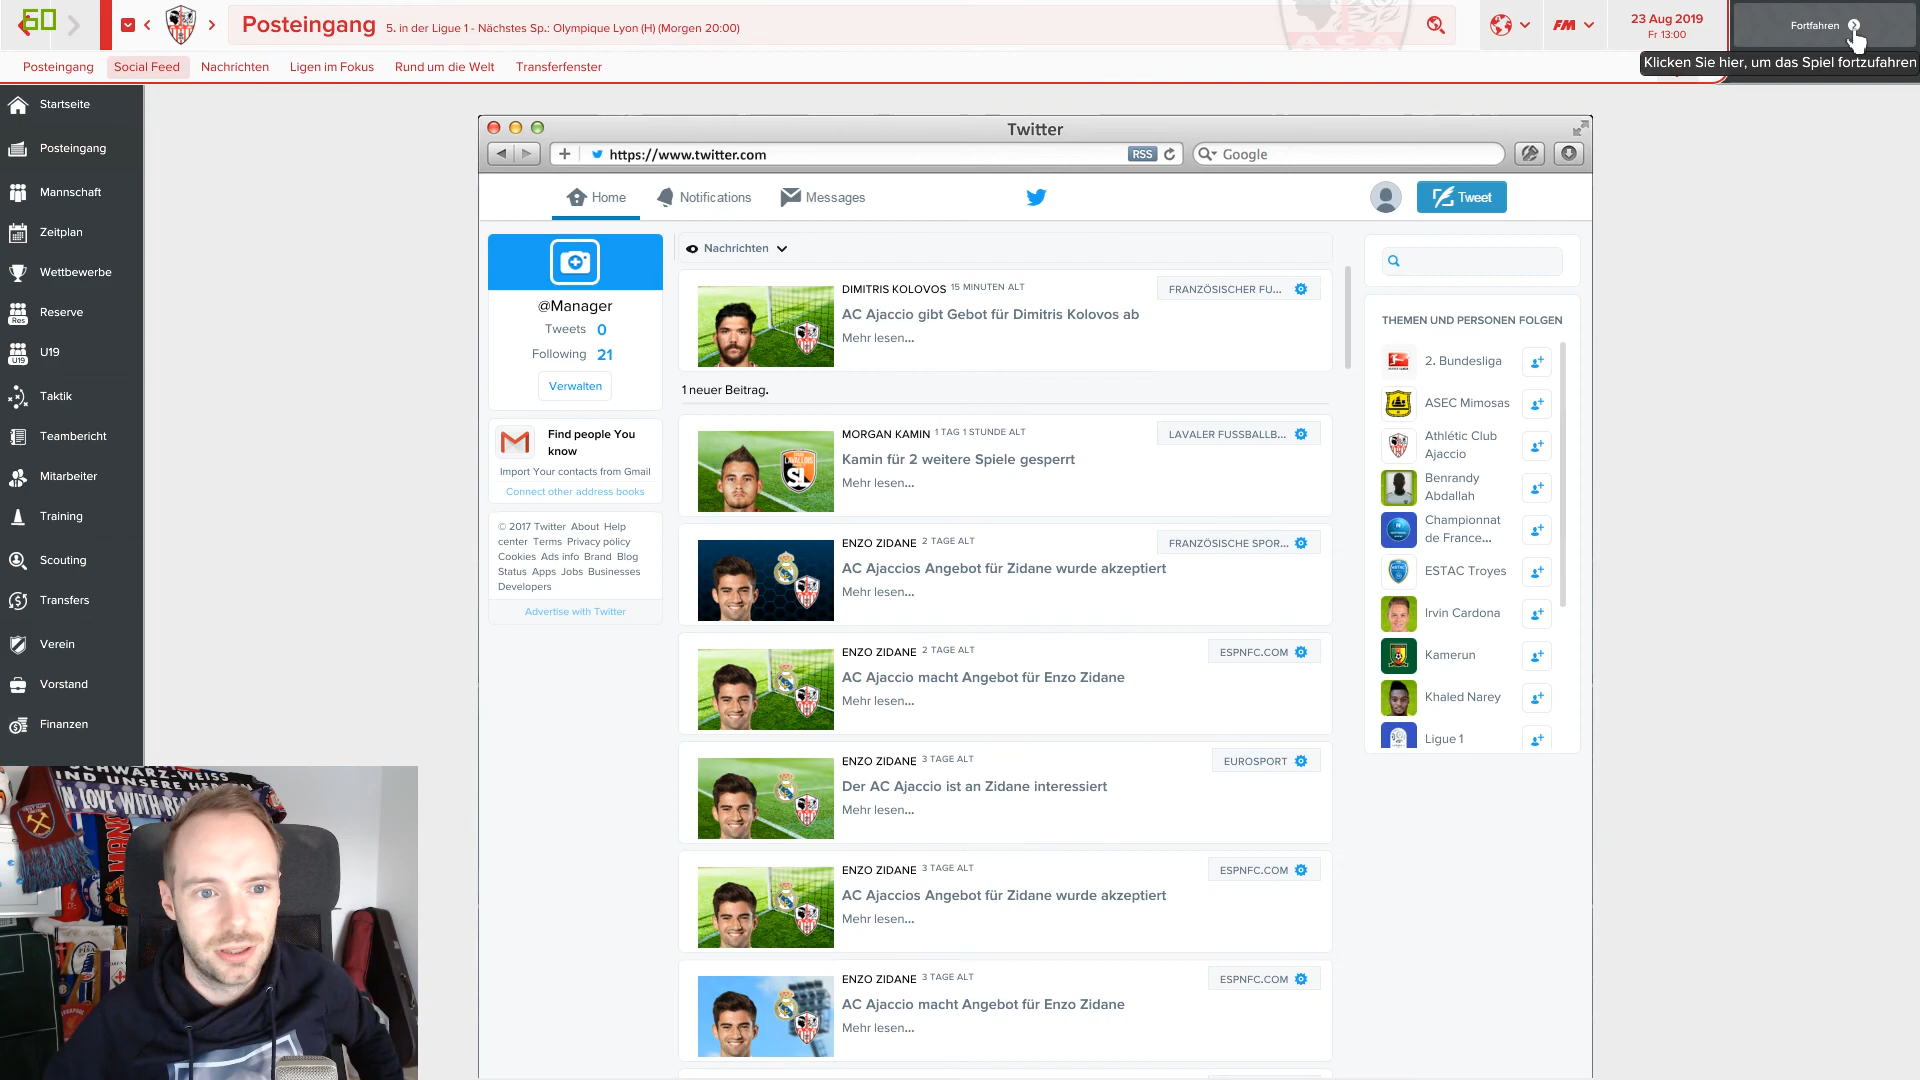 60
Posteingang 5. in der Ligue 1 - Nächstes Sp.: Olympique Lyon (H) (Morgen 20:00)
FM
23 Aug 2019
Fr 13:00
Fortfahren
Klicken Sie hier, um das Spiel fortzufahren
Posteingang Social Feed Nachrichten Ligen im Fokus Rund um die Welt Transferfenster
Startseite
Posteingang
Mannschaft
Zeitplan
Wettbewerbe
Res Reserve
U19 U19
Taktik
Teambericht
Mitarbeiter
Training
Scouting
Transfers
Verein
Vorstand
Finanzen
Twitter
https://www.twitter.com RSS Google
Home Notifications Messages Tweet
@Manager
Tweets 0
Following 21
Verwalten
Find people You
know
Import Your contacts from Gmail
Connect other address books
© 2017 Twitter About Help
center Terms Privacy policy
Cookies Ads info Brand Blog
Status Apps Jobs Businesses
Developers
Advertise with Twitter
Nachrichten
DIMITRIS KOLOVOS 15 MINUTEN ALT FRANZÖSISCHER FU...
AC Ajaccio gibt Gebot für Dimitris Kolovos ab
Mehr lesen...
1 neuer Beitrag.
MORGAN KAMIN 1 TAG 1 STUNDE ALT LAVALER FUSSBALLB...
Kamin für 2 weitere Spiele gesperrt
Mehr lesen...
ENZO ZIDANE 2 TAGE ALT FRANZÖSISCHE SPOR...
AC Ajaccios Angebot für Zidane wurde akzeptiert
Mehr lesen...
ENZO ZIDANE 2 TAGE ALT ESPNFC.COM
AC Ajaccio macht Angebot für Enzo Zidane
Mehr lesen...
ENZO ZIDANE 3 TAGE ALT EUROSPORT
Der AC Ajaccio ist an Zidane interessiert
Mehr lesen...
ENZO ZIDANE 3 TAGE ALT ESPNFC.COM
AC Ajaccios Angebot für Zidane wurde akzeptiert
Mehr lesen...
ENZO ZIDANE 3 TAGE ALT ESPNFC.COM
AC Ajaccio macht Angebot für Enzo Zidane
Mehr lesen...
THEMEN UND PERSONEN FOLGEN
2. Bundesliga
ASEC Mimosas
Athlétic Club
Ajaccio
Benrandy
Abdallah
Championnat
de France...
ESTAC Troyes
Irvin Cardona
Kamerun
Khaled Narey
Ligue 1
SCHWARZ-WEISS
IND UNSERE
N LOVE WITH